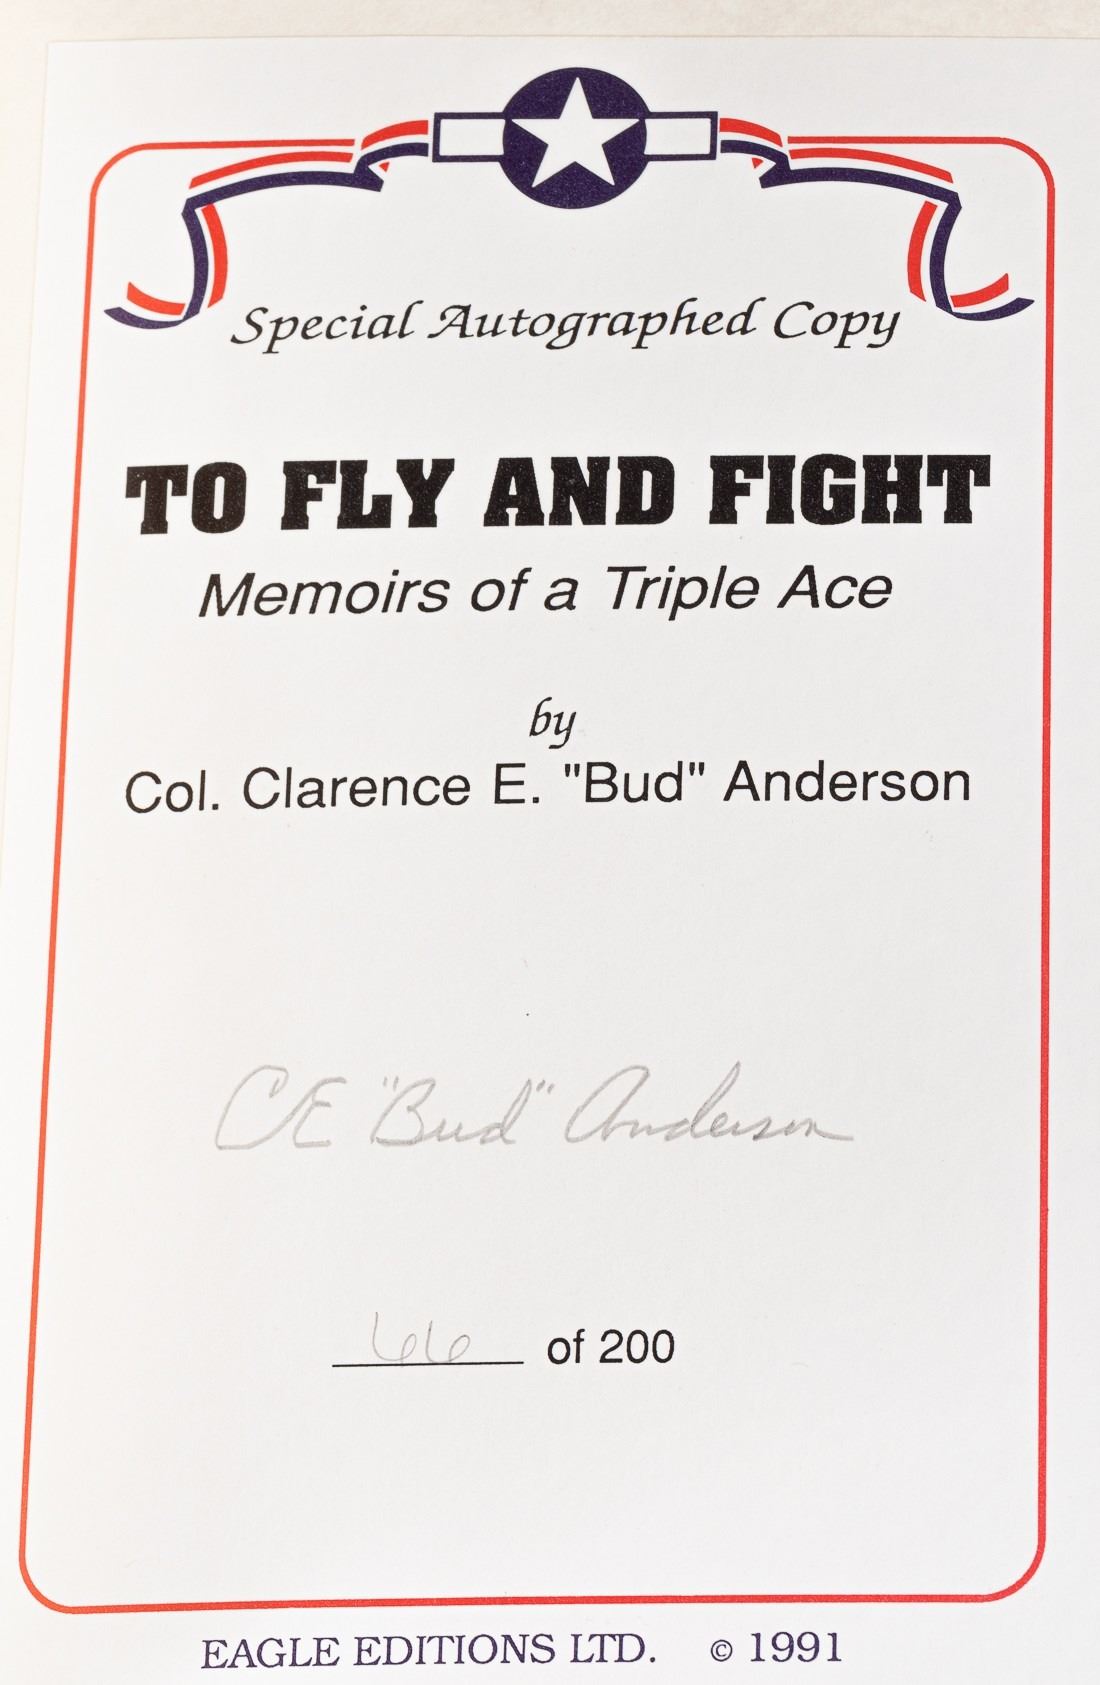 Special Autographed Copy
TO FLY AND FIGHT
Memoirs of a Triple Ace
by
Col. Clarence E. "Bud" Anderson
CE "Bud" Anderson
66 of 200
EAGLE EDITIONS LTD. © 1991